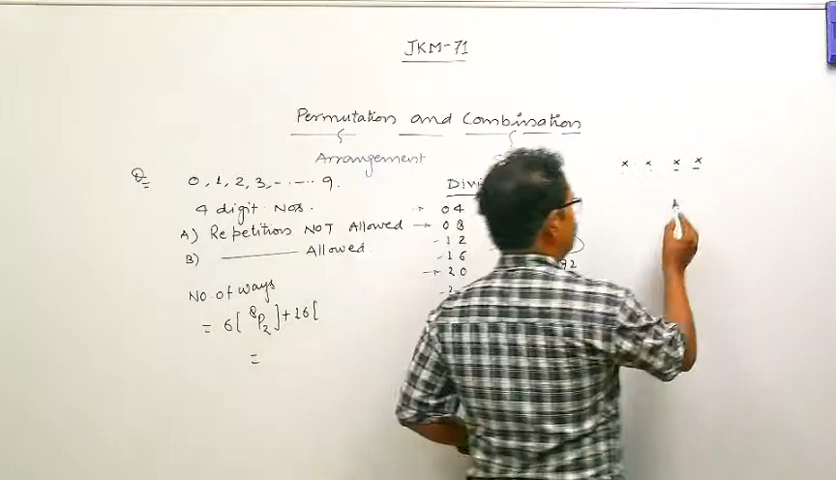 JKM-71
Permutation and Combination
Arrangement
Q 0, 1, 2, 3, ------ 9.
4 digit Nos.
A) Repetition NOT Allowed
B) ———— Allowed
No. of ways
= 6[ ⁸P₂ ] + 16[
=
→ 04
→ 08
- 12
- 16
→ 20
92
x x x x